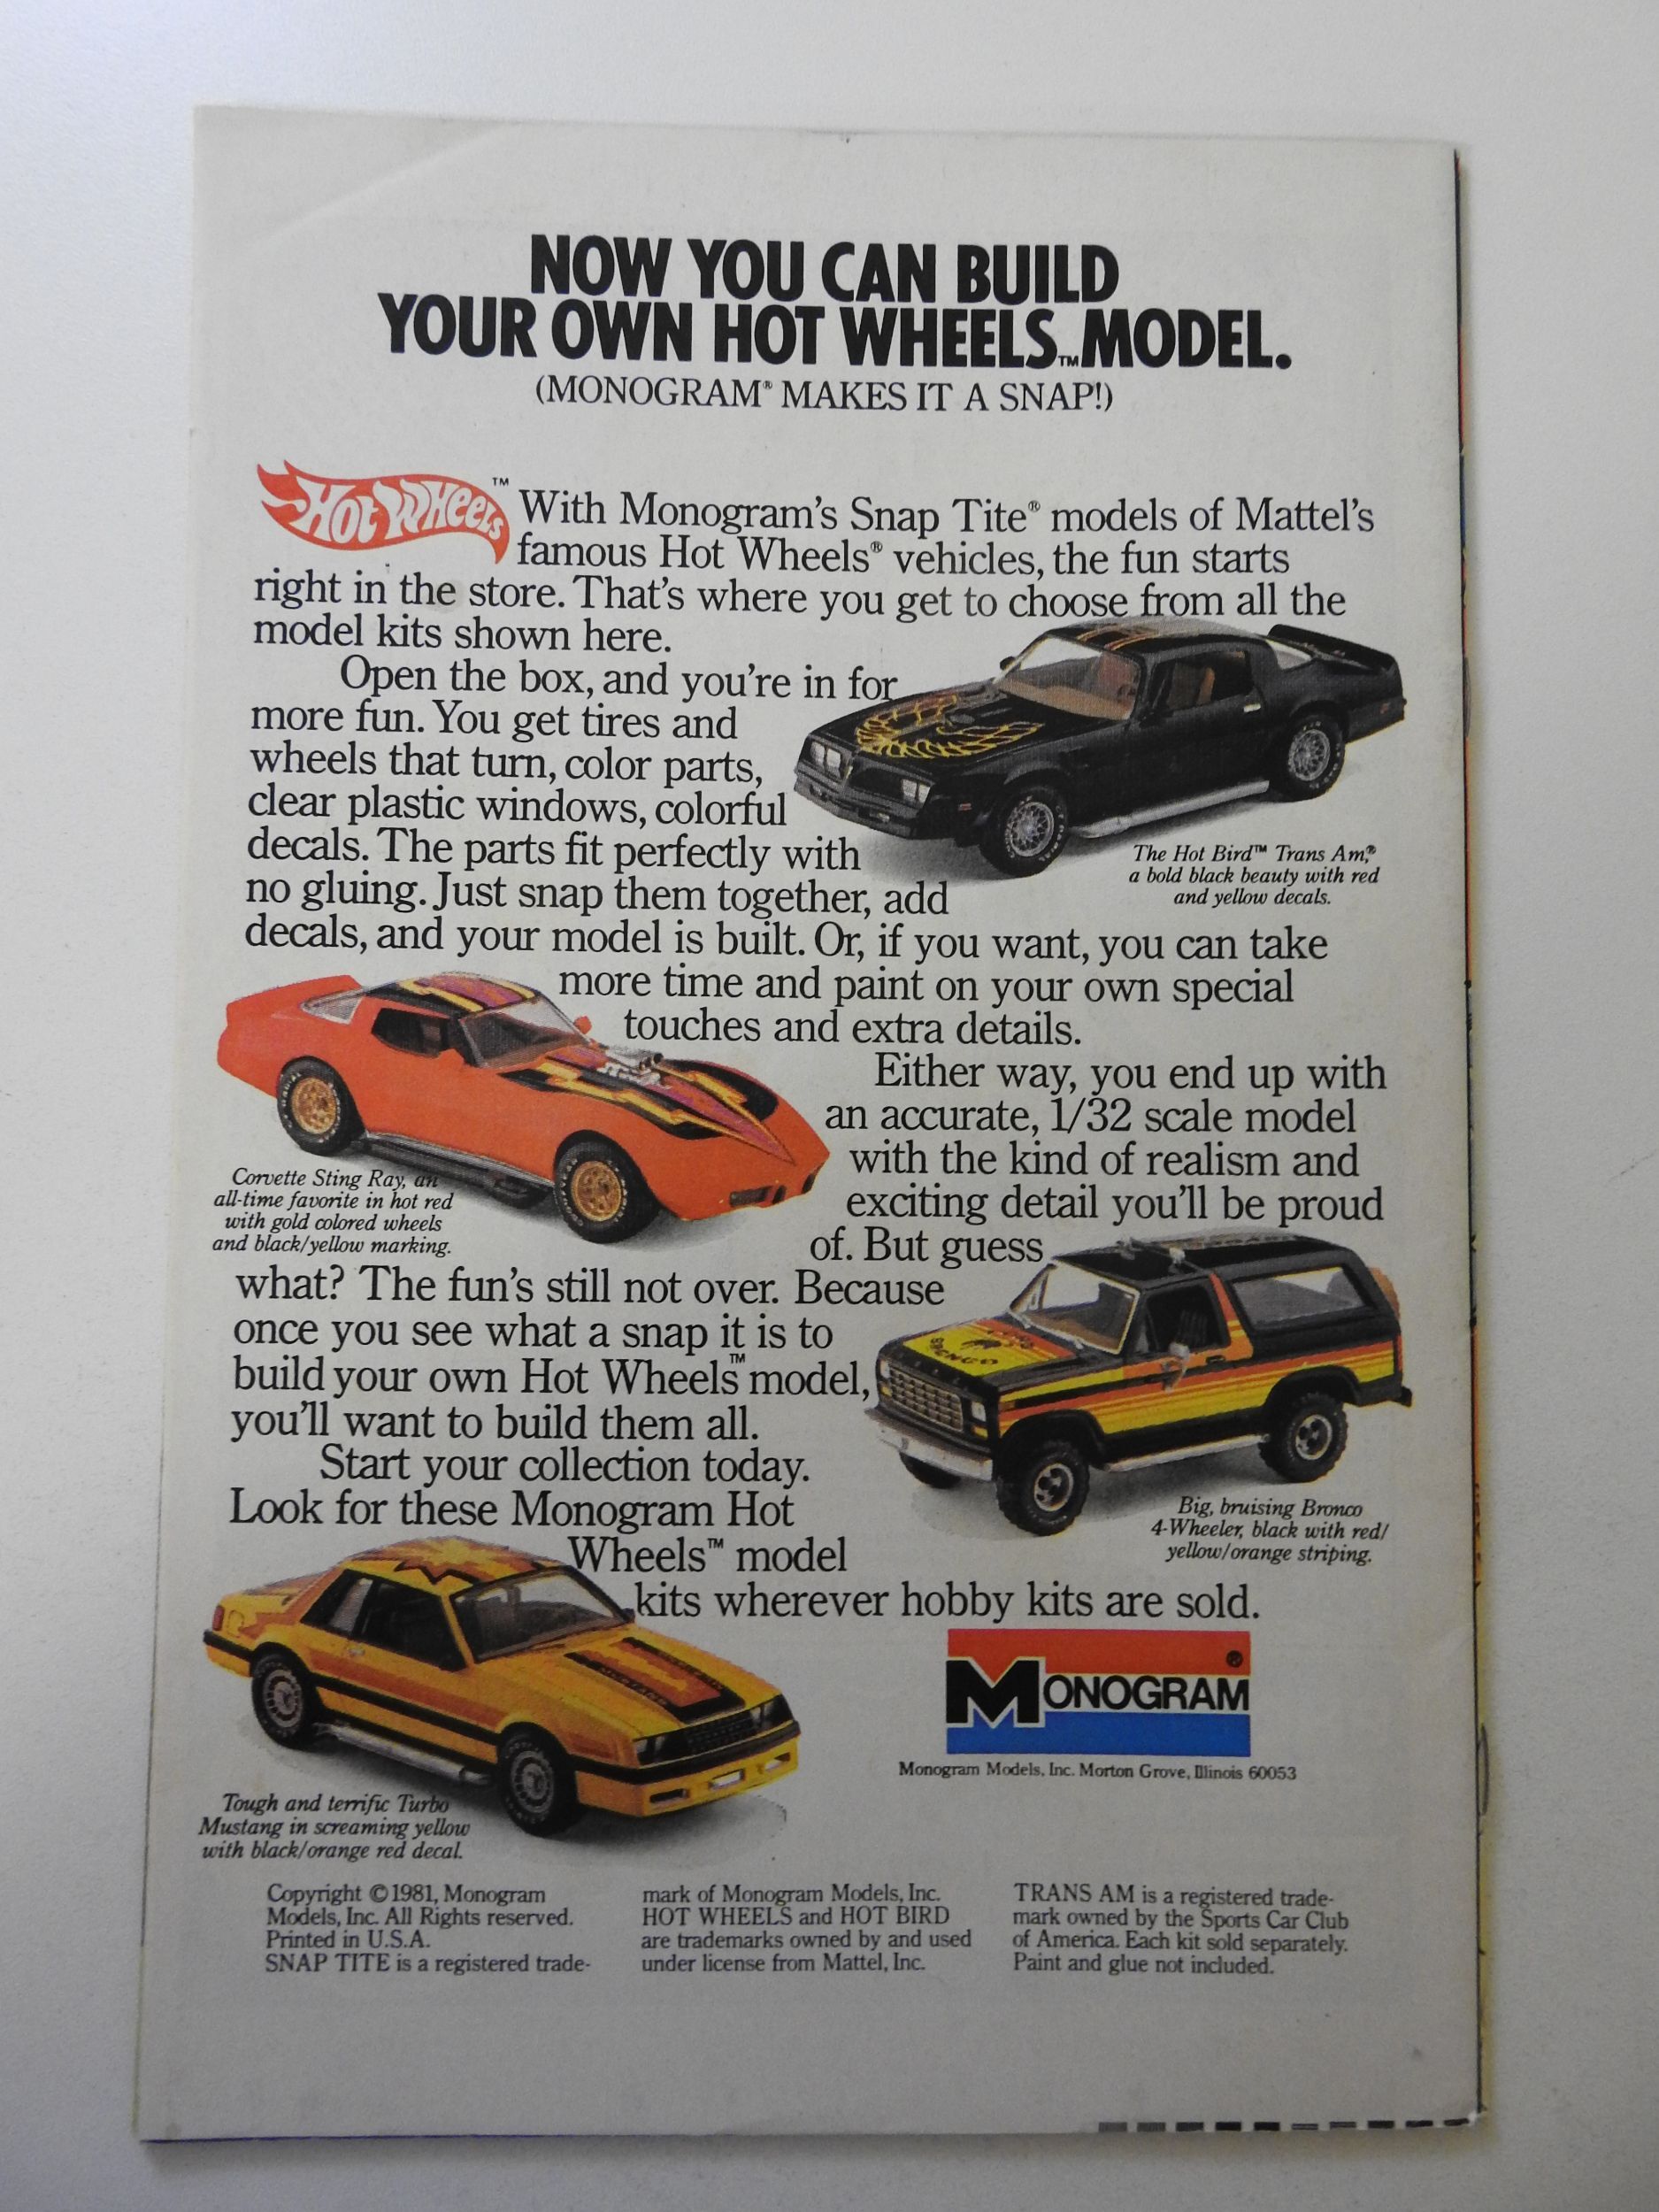 NOW YOU CAN BUILD
YOUR OWN HOT WHEELS™ MODEL.
(MONOGRAM® MAKES IT A SNAP!)
Hot Wheels™
With Monogram's Snap Tite® models of Mattel's
famous Hot Wheels® vehicles, the fun starts
right in the store. That's where you get to choose from all the
model kits shown here.
Open the box, and you're in for
more fun. You get tires and
wheels that turn, color parts,
clear plastic windows, colorful
decals. The parts fit perfectly with
no gluing. Just snap them together, add
decals, and your model is built. Or, if you want, you can take
more time and paint on your own special
touches and extra details.
The Hot Bird™ Trans Am,®
a bold black beauty with red
and yellow decals.
Either way, you end up with
an accurate, 1/32 scale model
with the kind of realism and
exciting detail you'll be proud
of. But guess
what? The fun's still not over. Because
once you see what a snap it is to
build your own Hot Wheels™ model,
you'll want to build them all.
Corvette Sting Ray, an
all-time favorite in hot red
with gold colored wheels
and black/yellow marking.
Start your collection today.
Look for these Monogram Hot
Wheels™ model
kits wherever hobby kits are sold.
BRONCO
Big, bruising Bronco
4-Wheeler, black with red/
yellow/orange striping.
MONOGRAM®
Monogram Models, Inc. Morton Grove, Illinois 60053
Tough and terrific Turbo
Mustang in screaming yellow
with black/orange red decal.
Copyright ©1981, Monogram
Models, Inc. All Rights reserved.
Printed in U.S.A.
SNAP TITE is a registered trade-
mark of Monogram Models, Inc.
HOT WHEELS and HOT BIRD
are trademarks owned by and used
under license from Mattel, Inc.
TRANS AM is a registered trade-
mark owned by the Sports Car Club
of America. Each kit sold separately.
Paint and glue not included.